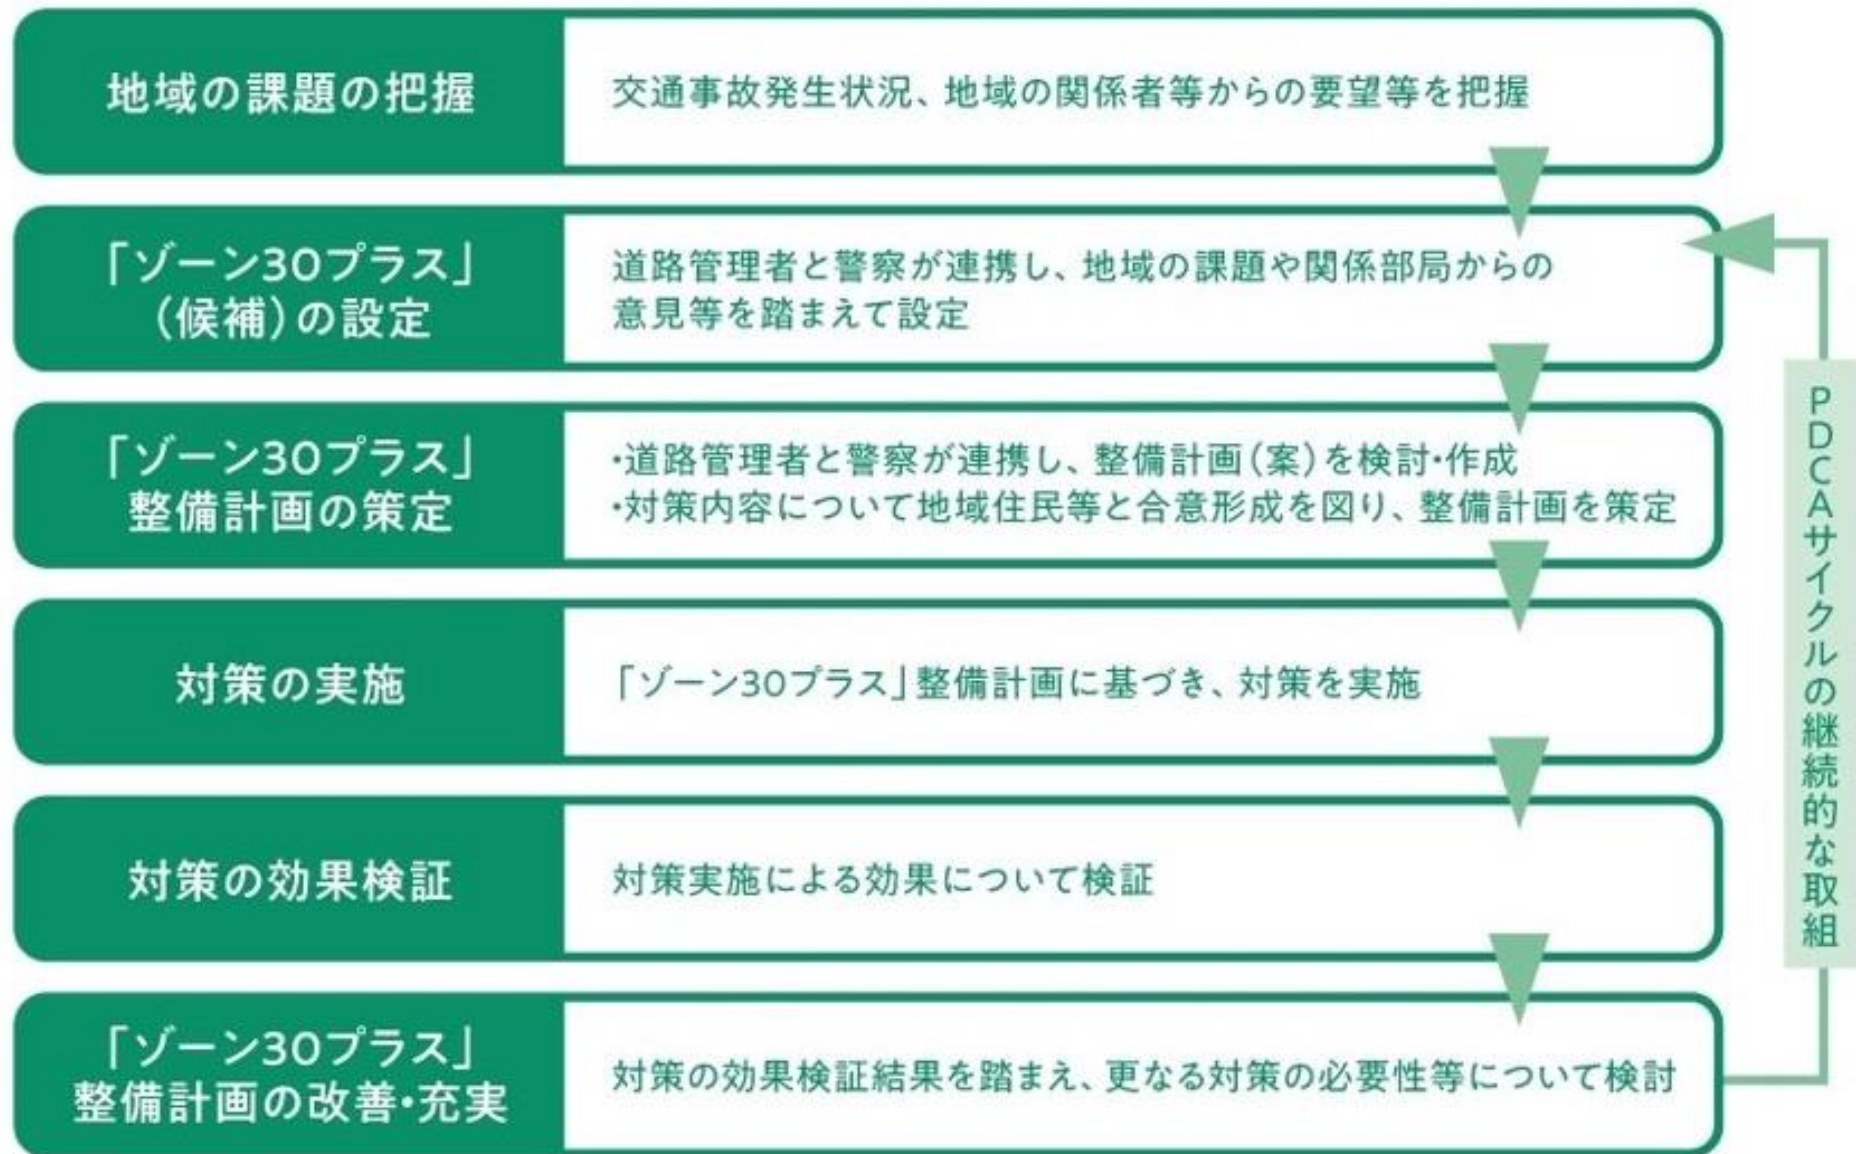 地域の課題の把握
交通事故発生状況、地域の関係者等からの要望等を把握
「ゾーン30プラス」
（候補）の設定
道路管理者と警察が連携し、地域の課題や関係部局からの
意見等を踏まえて設定
「ゾーン30プラス」
整備計画の策定
・道路管理者と警察が連携し、整備計画（案）を検討・作成
・対策内容について地域住民等と合意形成を図り、整備計画を策定
対策の実施
「ゾーン30プラス」整備計画に基づき、対策を実施
対策の効果検証
対策実施による効果について検証
「ゾーン30プラス」
整備計画の改善・充実
対策の効果検証結果を踏まえ、更なる対策の必要性等について検討
PDCAサイクルの継続的な取組